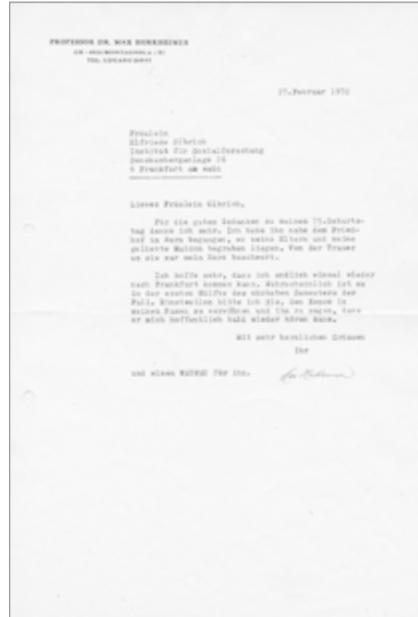 PROFESSOR DR. MAX HORKHEIMER
27. Februar 1970
Fräulein
Elfriede Olbrich
Institut für Sozialforschung
Senckenberganlage 26
6 Frankfurt am Main
Liebes Fräulein Olbrich,
Für die guten Gedanken zu meinem 75. Geburts-
tag danke ich sehr. Ich habe ihn nahe dem Fried-
hof in Bern begangen, wo meine Eltern und meine
geliebte Maidon begraben liegen. Von der Trauer
um sie war mein Herz beschwert.
Ich hoffe sehr, dass ich endlich einmal wieder
nach Frankfurt kommen kann. Wahrscheinlich ist es
in der ersten Hälfte des nächsten Semesters der
Fall. Einstweilen bitte ich Sie, den in
meinem Namen zu und ihm zu sagen, dass
er mich hoffentlich bald wieder hören kann.
Mit sehr herzlichen Grüssen
Ihr
und einen für ihn.